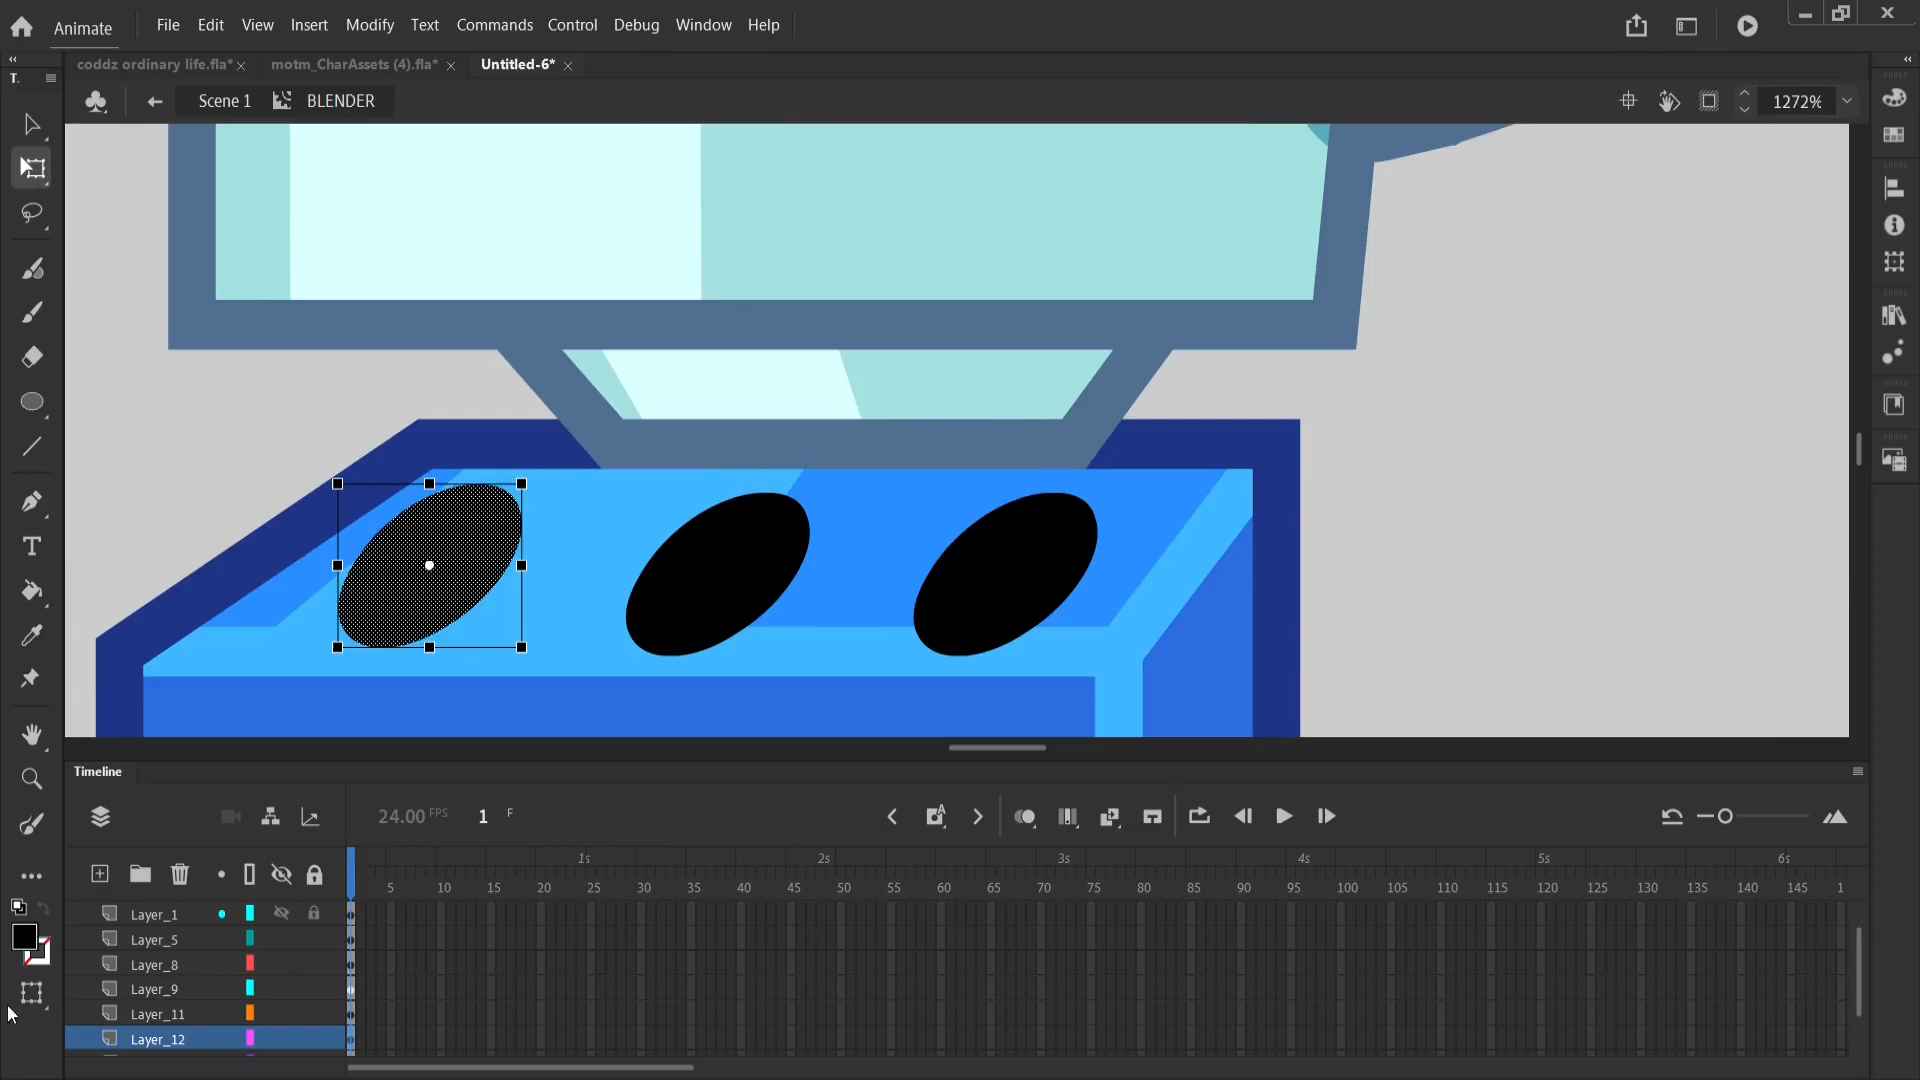 Animate File Edit View Insert Modify Text Commands Control Debug Window Help
T. coddz ordinary life.fla* motm_CharAssets (4).fla* Untitled-6*
Scene 1 BLENDER 1272%
Timeline
24.00 FPS 1 F
1s 2s 3s 4s 5s 6s
5 10 15 20 25 30 35 40 45 50 55 60 65 70 75 80 85 90 95 100 105 110 115 120 125 130 135 140 145 1
Layer_1
Layer_5
Layer_8
Layer_9
Layer_11
Layer_12